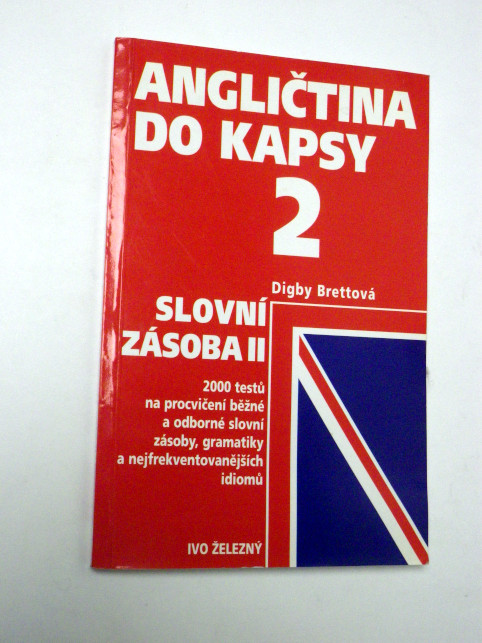 ANGLIČTINA
DO KAPSY
2
Digby Brettová
SLOVNÍ
ZÁSOBA II
2000 testů
na procvičení běžné
a odborné slovní
zásoby, gramatiky
a nejfrekventovanějších
idiomů
IVO ŽELEZNÝ